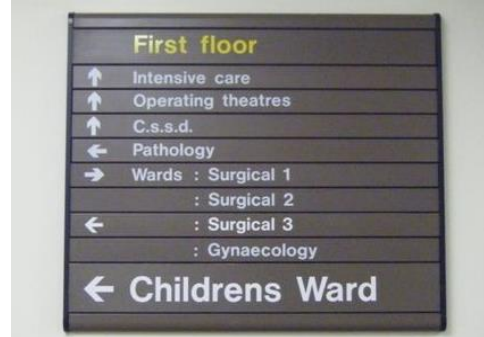 First floor
↑ Intensive care
↑ Operating theatres
↑ C.s.s.d.
← Pathology
→ Wards : Surgical 1
: Surgical 2
← : Surgical 3
: Gynaecology
← Childrens Ward